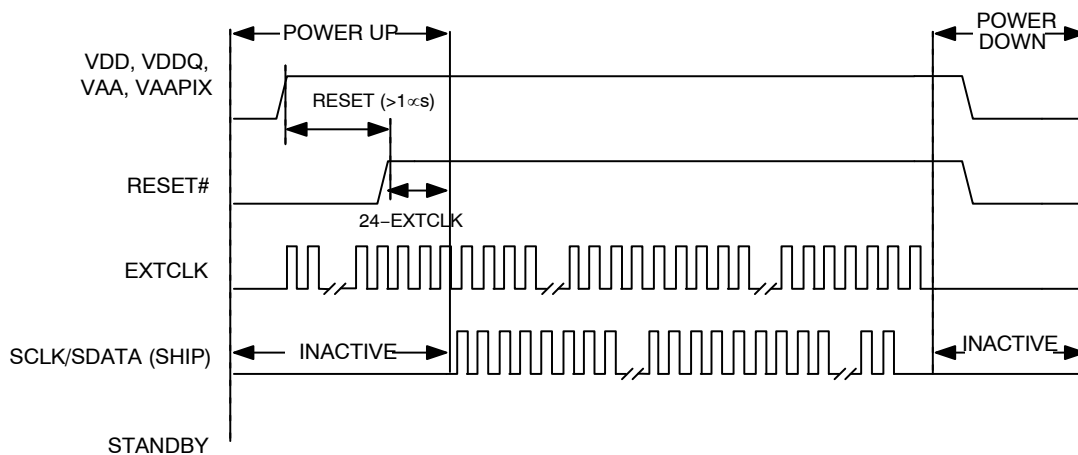 POWER UP
POWER
DOWN
VDD, VDDQ,
VAA, VAAPIX
RESET (>1∝s)
RESET#
24−EXTCLK
EXTCLK
SCLK/SDATA (SHIP)
INACTIVE
INACTIVE
STANDBY